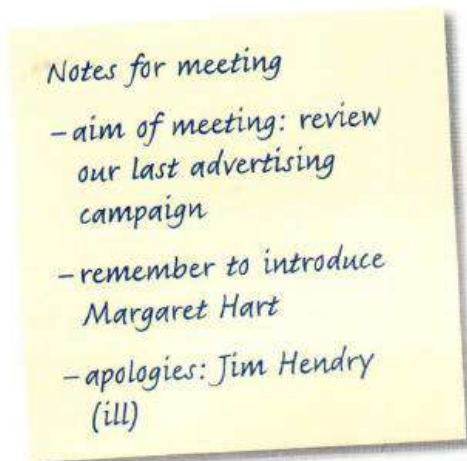 Notes for meeting
– aim of meeting: review
our last advertising
campaign
– remember to introduce
Margaret Hart
– apologies: Jim Hendry
(ill)